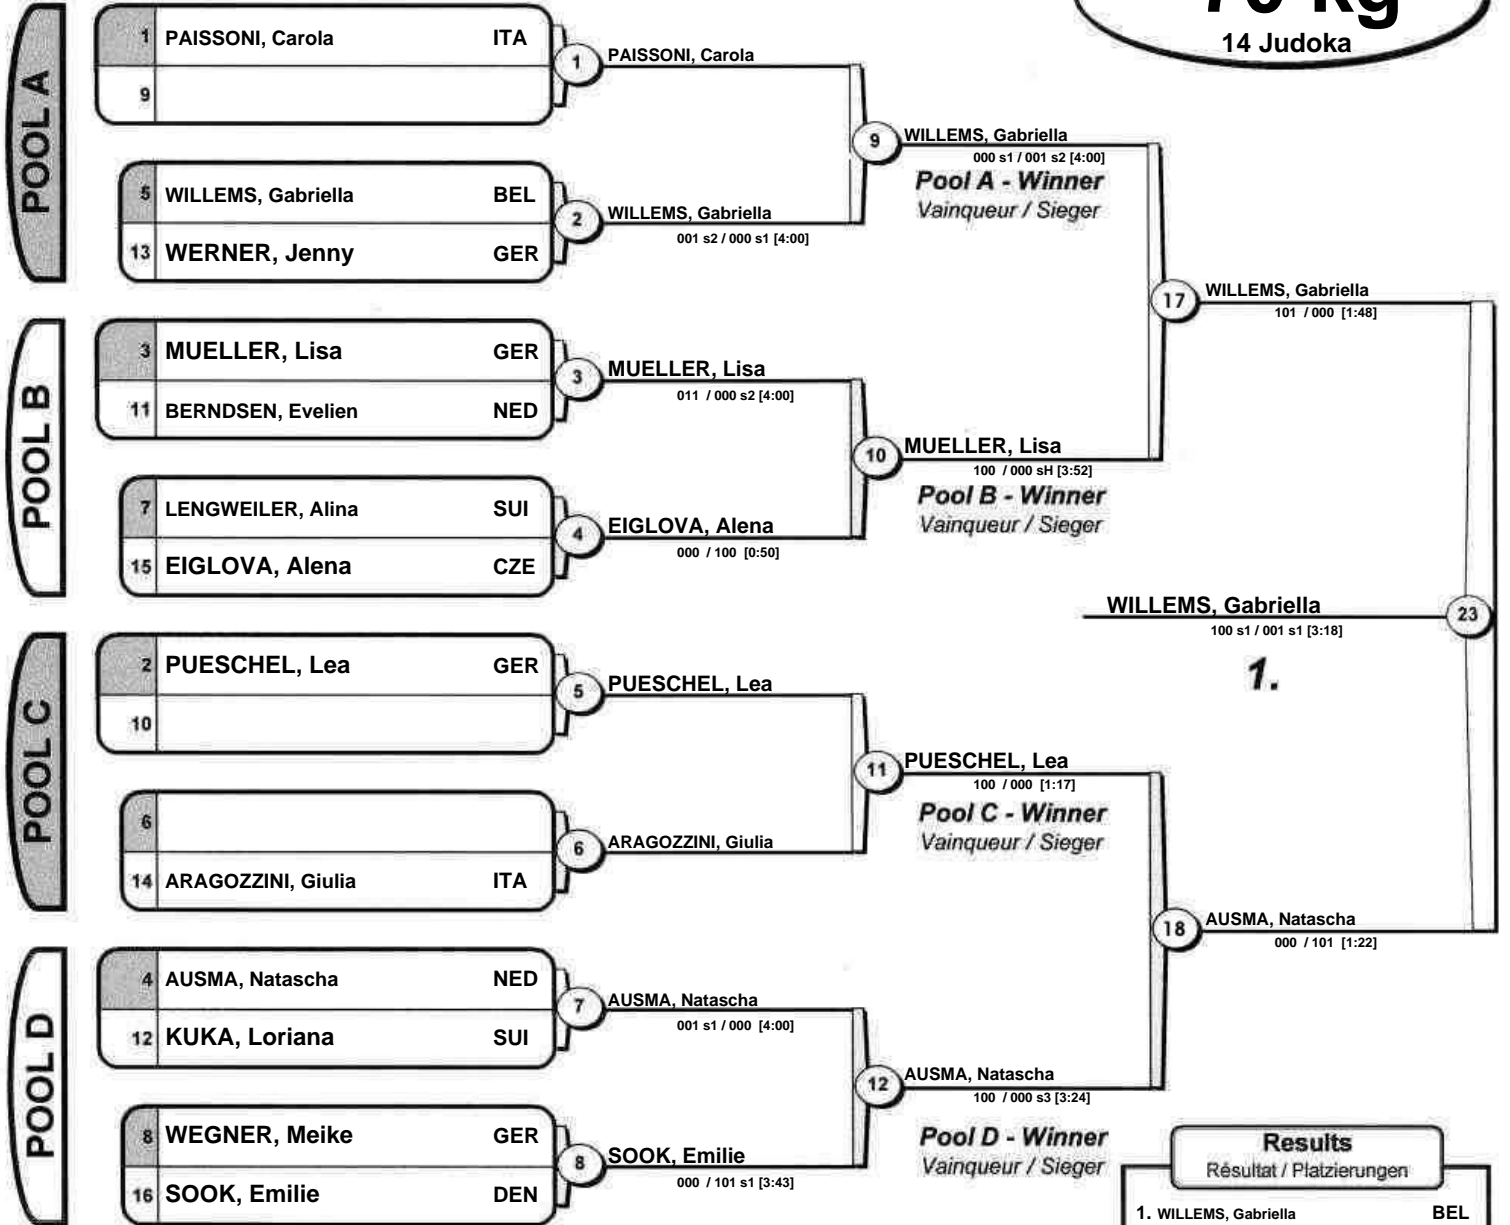 70 kg
14 Judoka
POOL A
1 PAISSONI, Carola ITA
9
5 WILLEMS, Gabriella BEL
13 WERNER, Jenny GER
1 PAISSONI, Carola
2 WILLEMS, Gabriella
001 s2 / 000 s1 [4:00]
9 WILLEMS, Gabriella
000 s1 / 001 s2 [4:00]
Pool A - Winner
Vainqueur / Sieger
POOL B
3 MUELLER, Lisa GER
11 BERNDSEN, Evelien NED
7 LENGWEILER, Alina SUI
15 EIGLOVA, Alena CZE
3 MUELLER, Lisa
011 / 000 s2 [4:00]
4 EIGLOVA, Alena
000 / 100 [0:50]
10 MUELLER, Lisa
100 / 000 sH [3:52]
Pool B - Winner
Vainqueur / Sieger
17 WILLEMS, Gabriella
101 / 000 [1:48]
WILLEMS, Gabriella 23
100 s1 / 001 s1 [3:18]
1.
POOL C
2 PUESCHEL, Lea GER
10
6
14 ARAGOZZINI, Giulia ITA
5 PUESCHEL, Lea
6 ARAGOZZINI, Giulia
11 PUESCHEL, Lea
100 / 000 [1:17]
Pool C - Winner
Vainqueur / Sieger
18 AUSMA, Natascha
000 / 101 [1:22]
POOL D
4 AUSMA, Natascha NED
12 KUKA, Loriana SUI
8 WEGNER, Meike GER
16 SOOK, Emilie DEN
7 AUSMA, Natascha
001 s1 / 000 [4:00]
8 SOOK, Emilie
000 / 101 s1 [3:43]
12 AUSMA, Natascha
100 / 000 s3 [3:24]
Pool D - Winner
Vainqueur / Sieger
Results
Résultat / Platzierungen
1. WILLEMS, Gabriella BEL